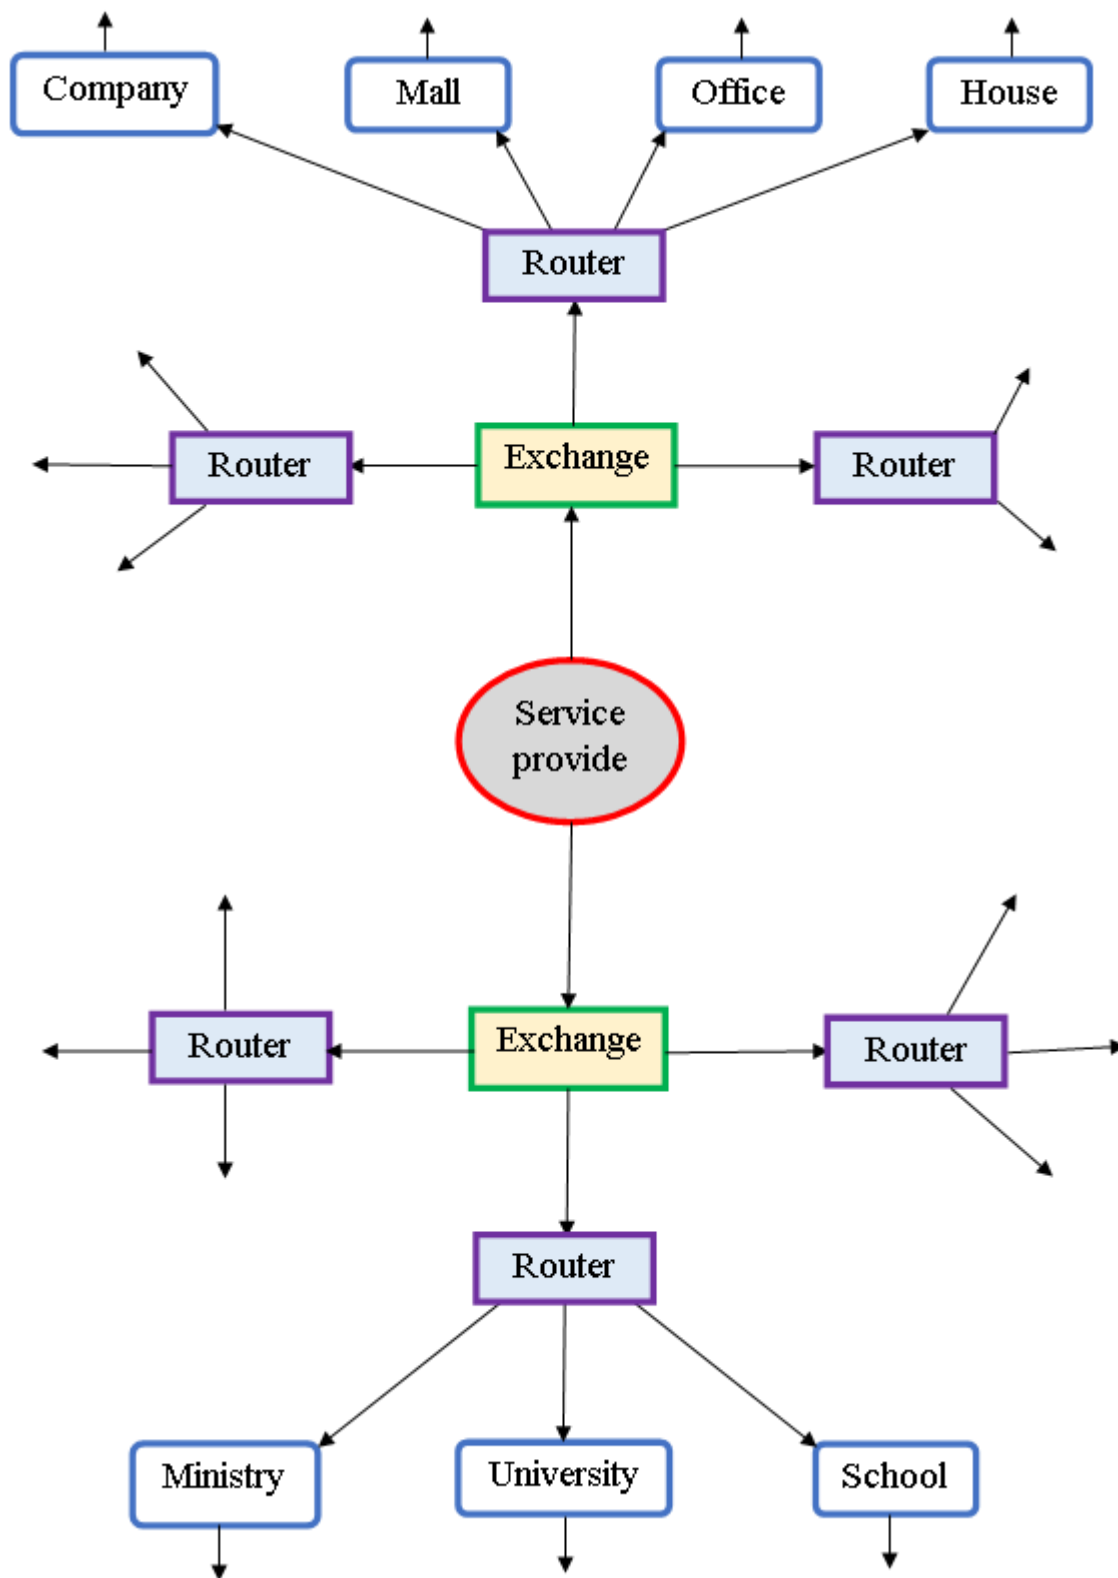 Company
Mall
Office
House
Router
Router
Exchange
Router
Service
provide
Router
Exchange
Router
Router
Ministry
University
School